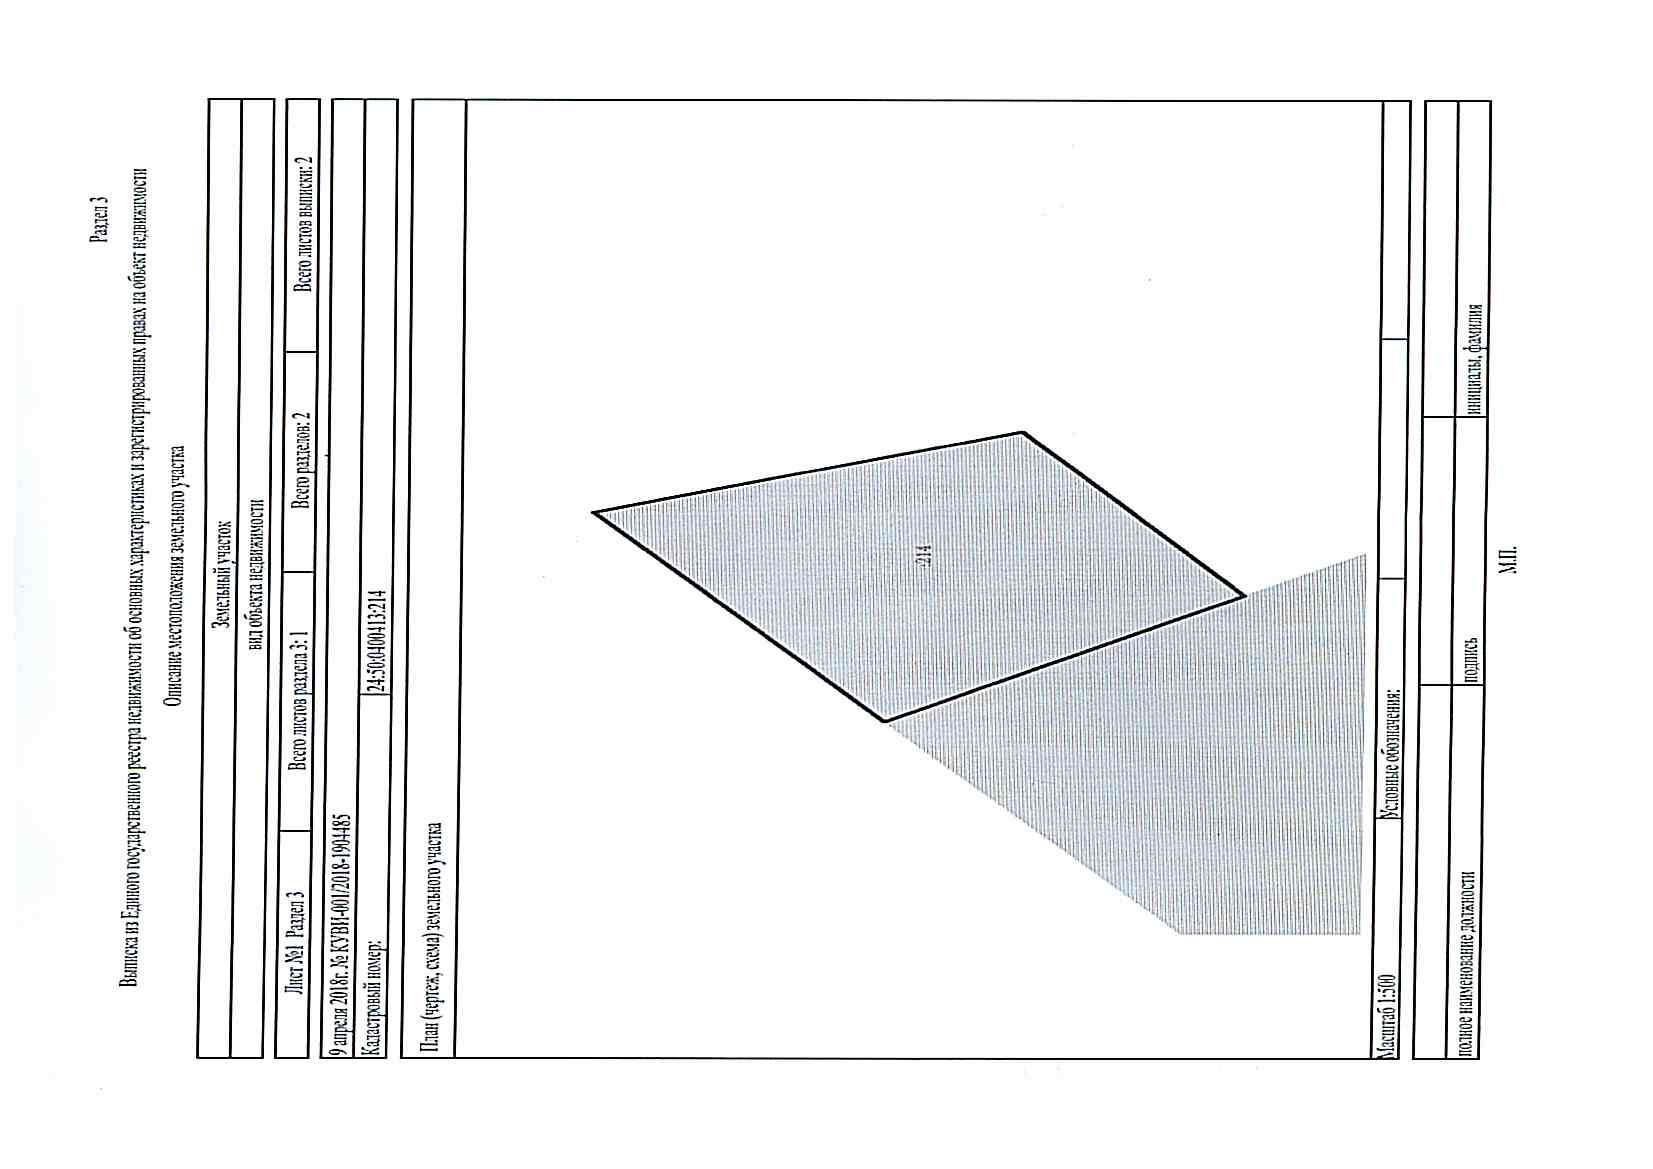 Раздел 3
Выписка из Единого государственного реестра недвижимости об основных характеристиках и зарегистрированных правах на объект недвижимости
Описание местоположения земельного участка
Земельный участок
вид объекта недвижимости
Лист №1 Раздел 3
Всего листов раздела 3: 1
Всего разделов: 2
Всего листов выписки: 2
9 апреля 2018г. № КУВИ-001/2018-1904485
Кадастровый номер:
24:50:0400413:214
План (чертеж, схема) земельного участка
:214
Масштаб 1:500
Условные обозначения:
полное наименование должности
подпись
инициалы, фамилия
М.П.